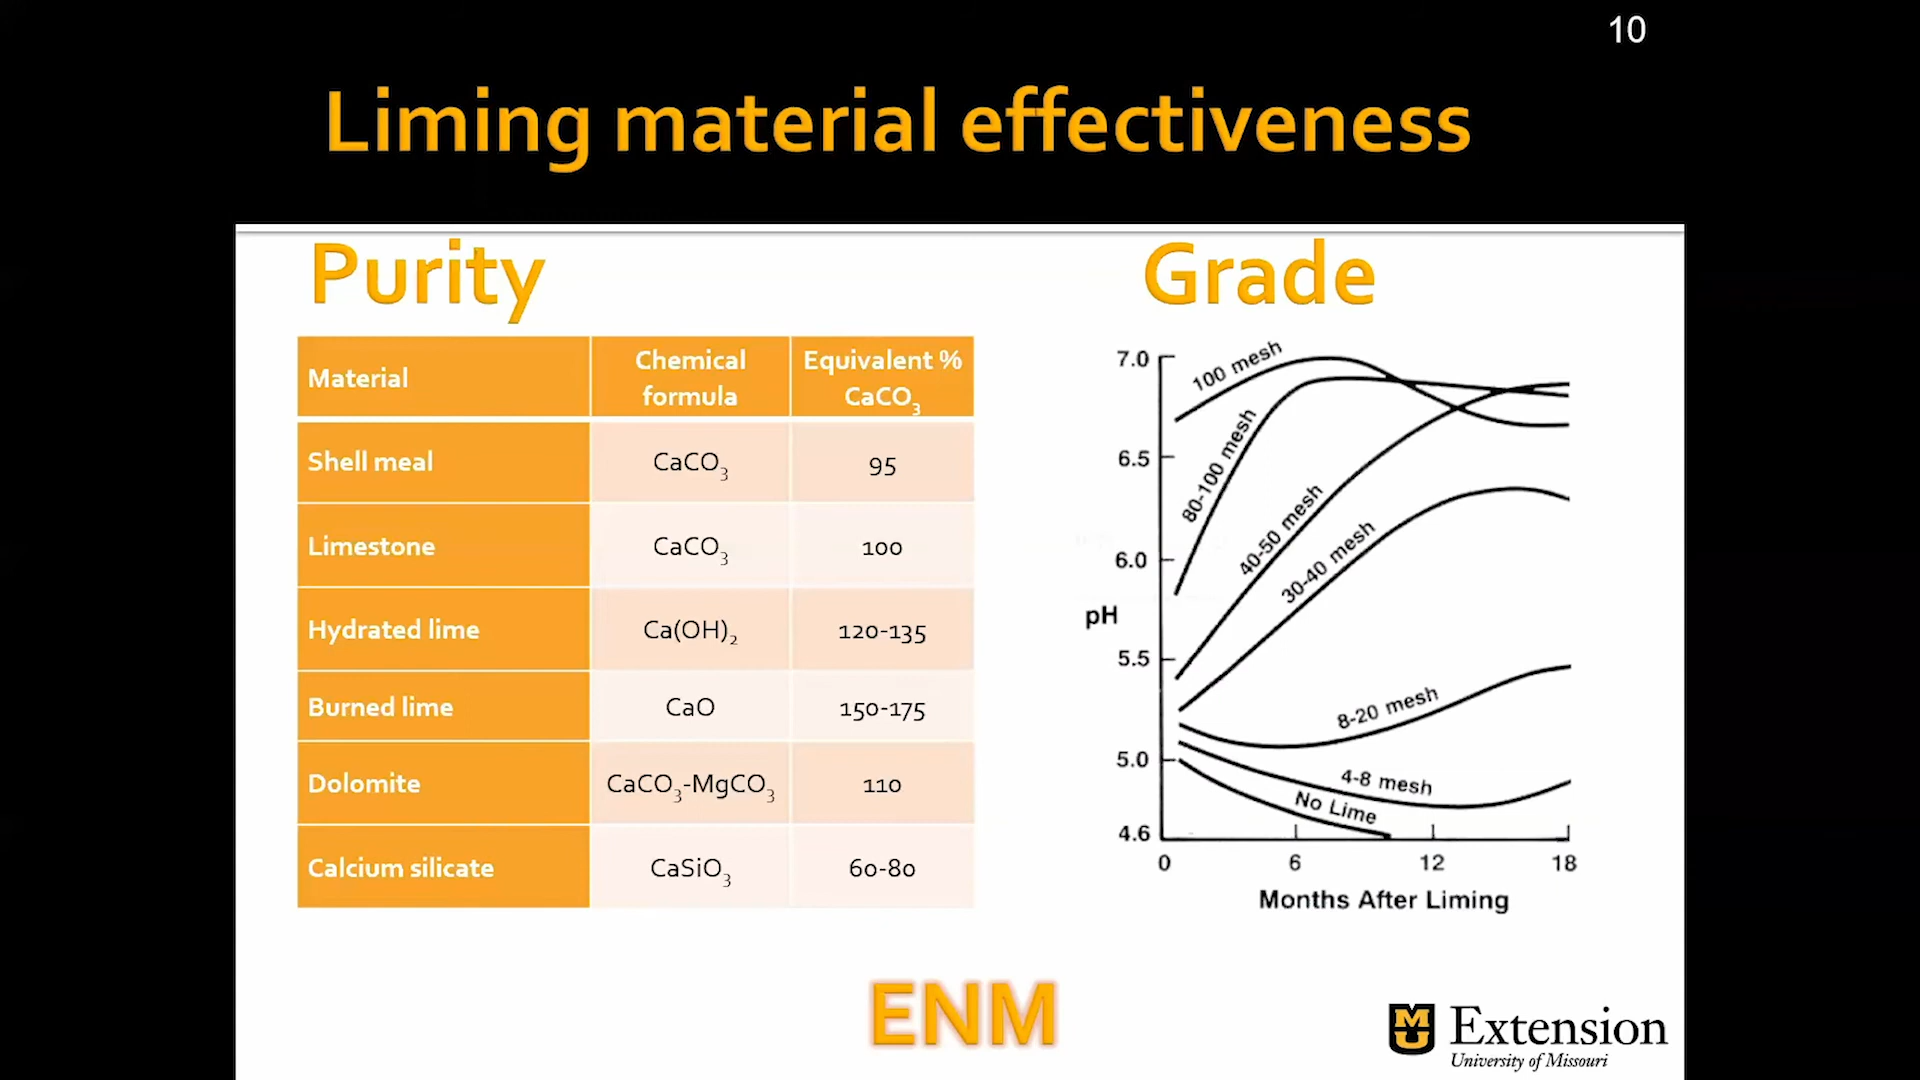 10
Liming material effectiveness
Purity
Material Chemical formula Equivalent % CaCO₃
Shell meal CaCO₃ 95
Limestone CaCO₃ 100
Hydrated lime Ca(OH)₂ 120-135
Burned lime CaO 150-175
Dolomite CaCO₃-MgCO₃ 110
Calcium silicate CaSiO₃ 60-80
Grade
7.0
6.5
6.0
pH
5.5
5.0
4.6
100 mesh
80-100 mesh
40-50 mesh
30-40 mesh
8-20 mesh
4-8 mesh
No Lime
0 6 12 18
Months After Liming
ENM
MU
Extension
University of Missouri